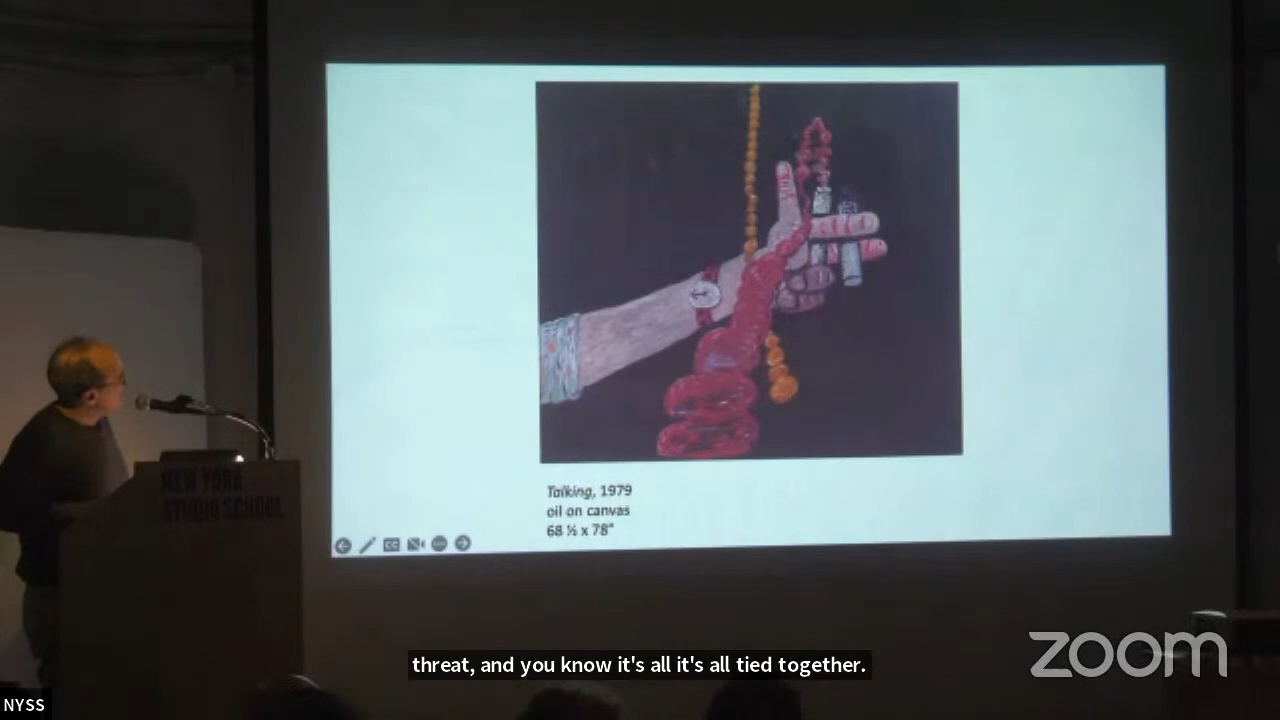 NEW YORK
STUDIO SCHOOL
Talking, 1979
oil on canvas
68 ½ x 78"
CC
threat, and you know it's all it's all tied together.
zoom
NYSS